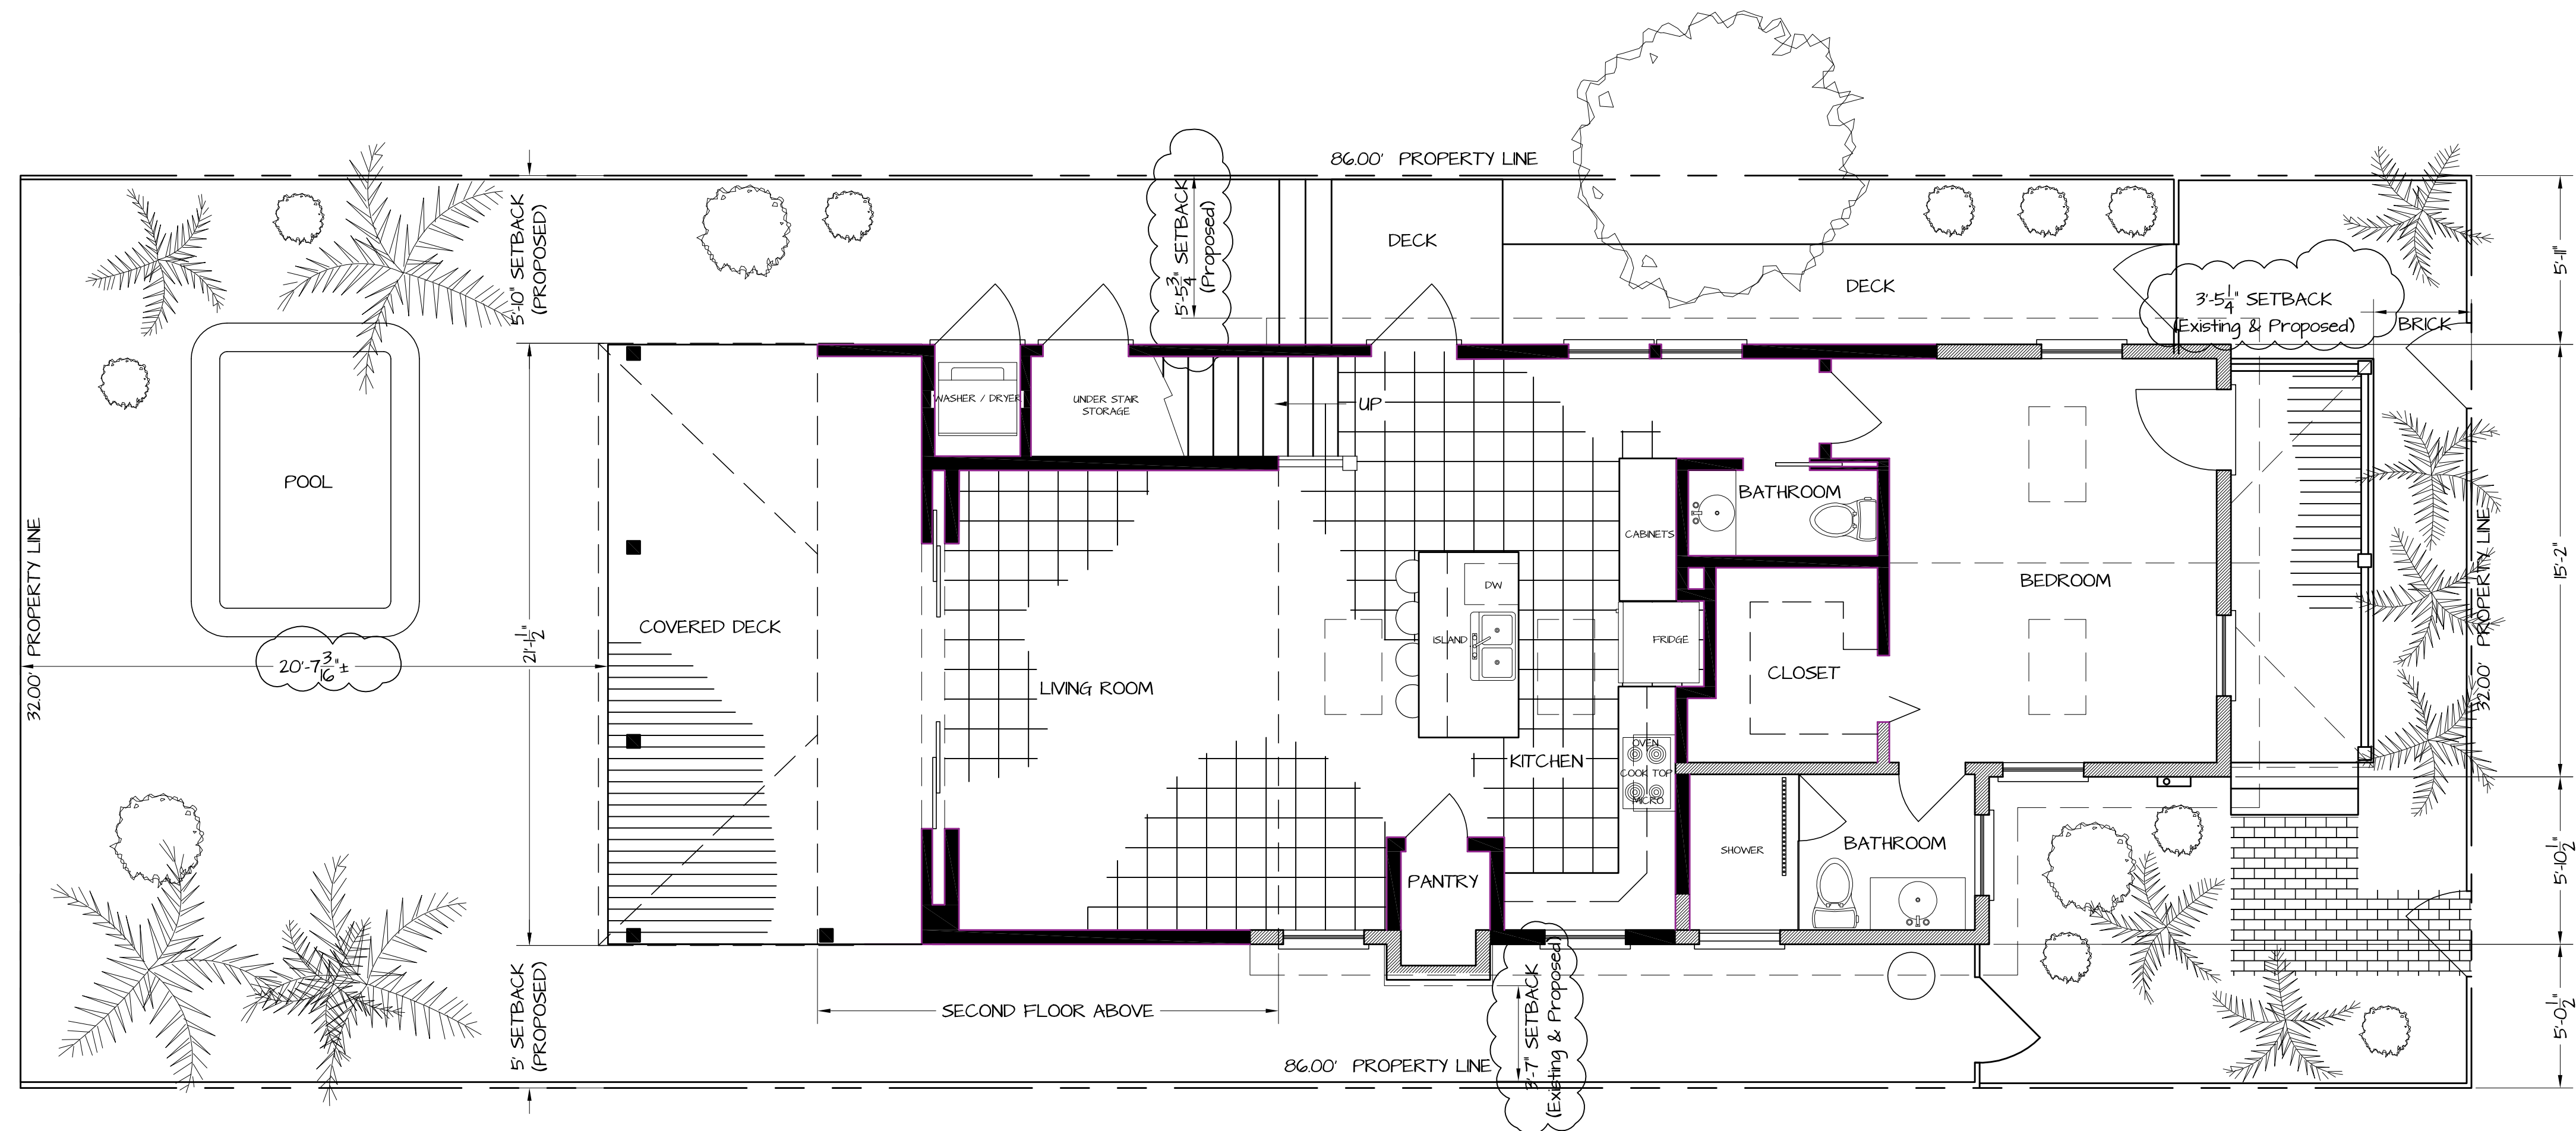 86.00' PROPERTY LINE
5'-10" SETBACK
(PROPOSED)
5'-5 3/4" SETBACK
(Proposed)
DECK
DECK
3'-5 1/4" SETBACK
(Existing & Proposed)
BRICK
5'-11"
WASHER / DRYER
UNDER STAIR
STORAGE
UP
POOL
BATHROOM
CABINETS
32.00' PROPERTY LINE
COVERED DECK
21'-1 1/2"
20'-7 3/16"±
LIVING ROOM
DW
ISLAND
FRIDGE
CLOSET
BEDROOM
32.00' PROPERTY LINE
15'-2"
KITCHEN
OVEN
COOK TOP
MICRO
SHOWER
BATHROOM
PANTRY
5'-10 1/2"
SECOND FLOOR ABOVE
5' SETBACK
(PROPOSED)
86.00' PROPERTY LINE
3'-7" SETBACK
(Existing & Proposed)
5'-0 1/2"